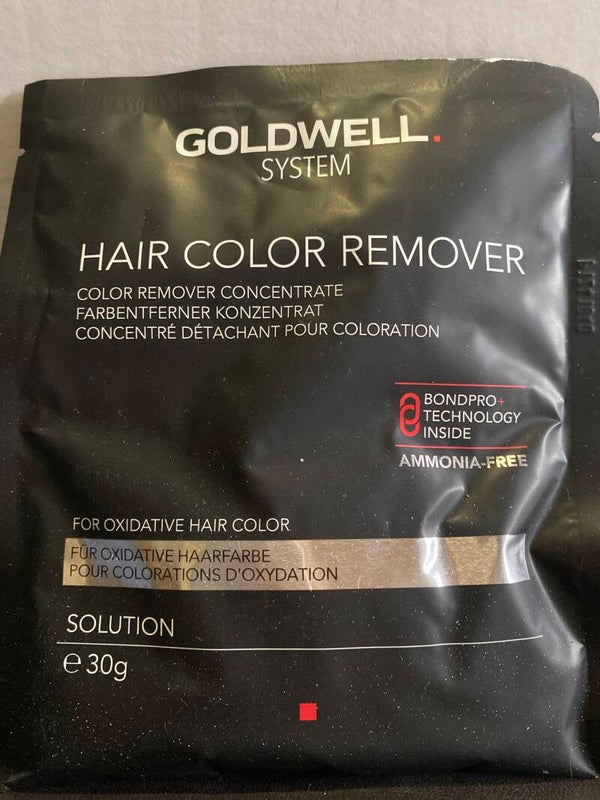 GOLDWELL.
SYSTEM
HAIR COLOR REMOVER
COLOR REMOVER CONCENTRATE
FARBENTFERNER KONZENTRAT
CONCENTRÉ DÉTACHANT POUR COLORATION
BONDPRO+
TECHNOLOGY
INSIDE
AMMONIA-FREE
FOR OXIDATIVE HAIR COLOR
FÜR OXIDATIVE HAARFARBE
POUR COLORATIONS D'OXYDATION
SOLUTION
℮ 30g